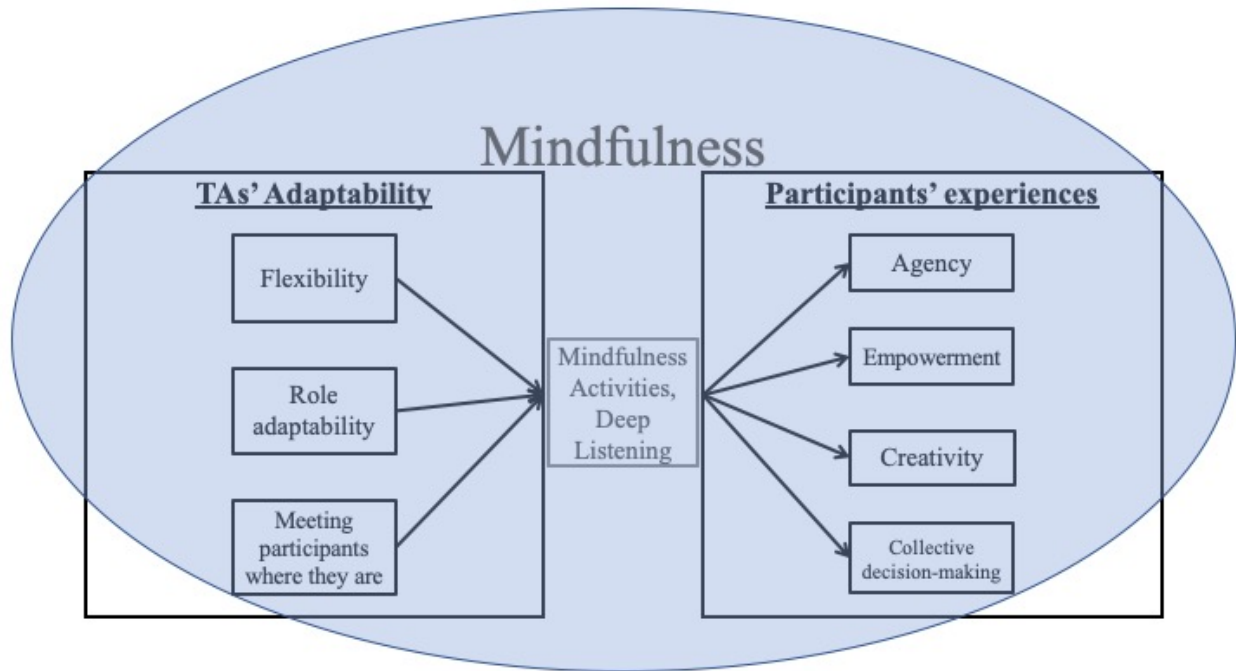 Mindfulness
TAs’ Adaptability
Flexibility
Role
adaptability
Meeting
participants
where they are
Mindfulness
Activities,
Deep
Listening
Participants’ experiences
Agency
Empowerment
Creativity
Collective
decision-making